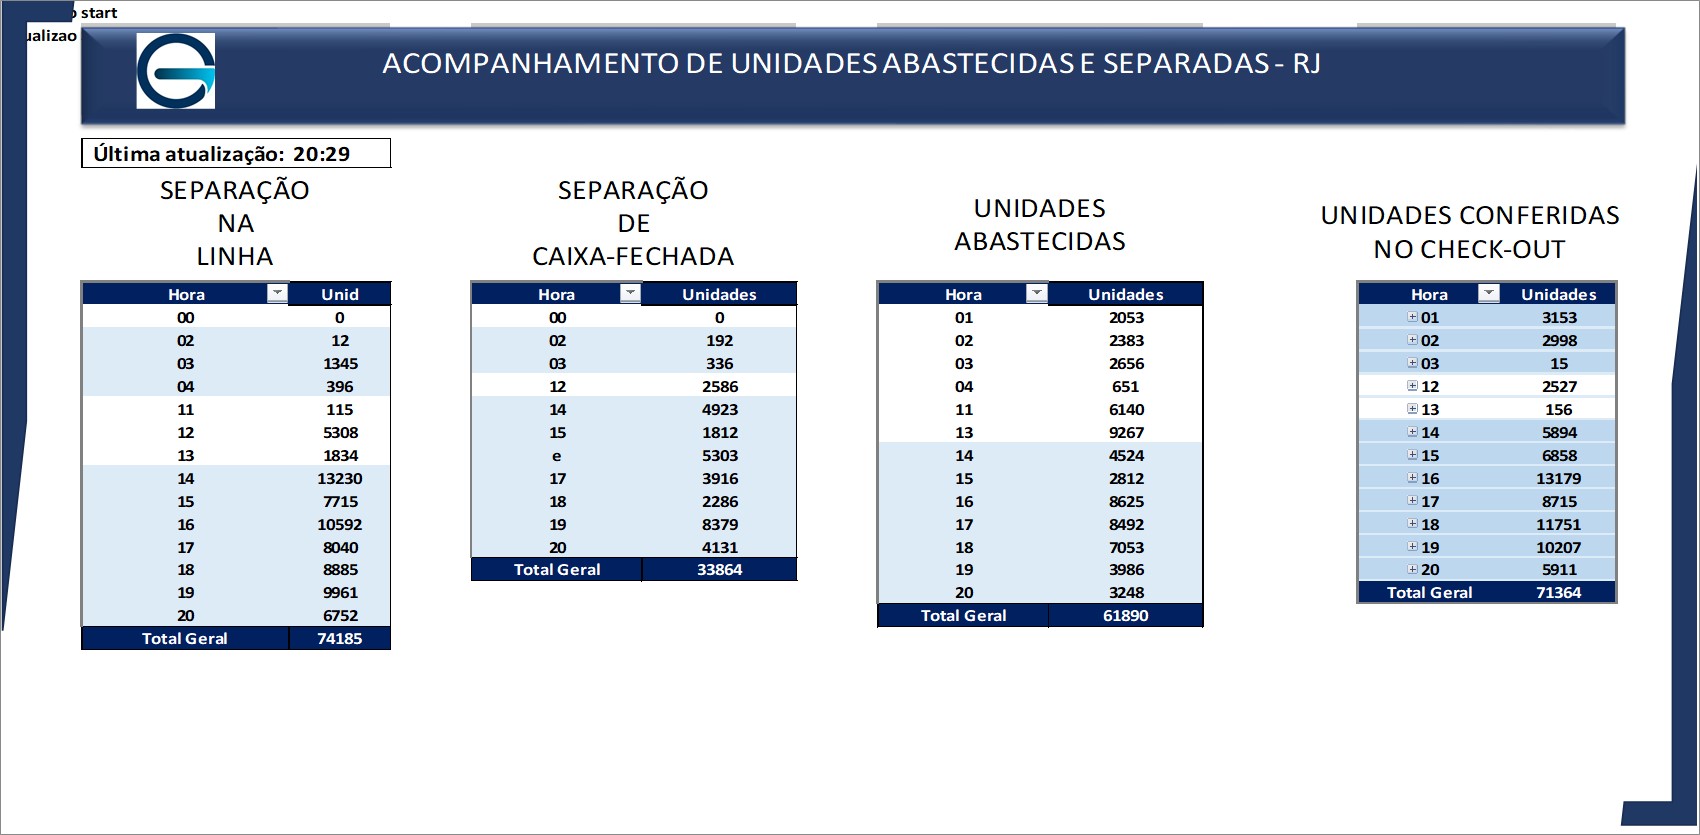 start
ualizao
ACOMPANHAMENTO DE UNIDADES ABASTECIDAS E SEPARADAS - RJ
Última atualização: 20:29
SEPARAÇÃO
NA
LINHA
Hora Unid
00 0
02 12
03 1345
04 396
11 115
12 5308
13 1834
14 13230
15 7715
16 10592
17 8040
18 8885
19 9961
20 6752
Total Geral 74185
SEPARAÇÃO
DE
CAIXA-FECHADA
Hora Unidades
00 0
02 192
03 336
12 2586
14 4923
15 1812
e 5303
17 3916
18 2286
19 8379
20 4131
Total Geral 33864
UNIDADES
ABASTECIDAS
Hora Unidades
01 2053
02 2383
03 2656
04 651
11 6140
13 9267
14 4524
15 2812
16 8625
17 8492
18 7053
19 3986
20 3248
Total Geral 61890
UNIDADES CONFERIDAS
NO CHECK-OUT
Hora Unidades
01 3153
02 2998
03 15
12 2527
13 156
14 5894
15 6858
16 13179
17 8715
18 11751
19 10207
20 5911
Total Geral 71364